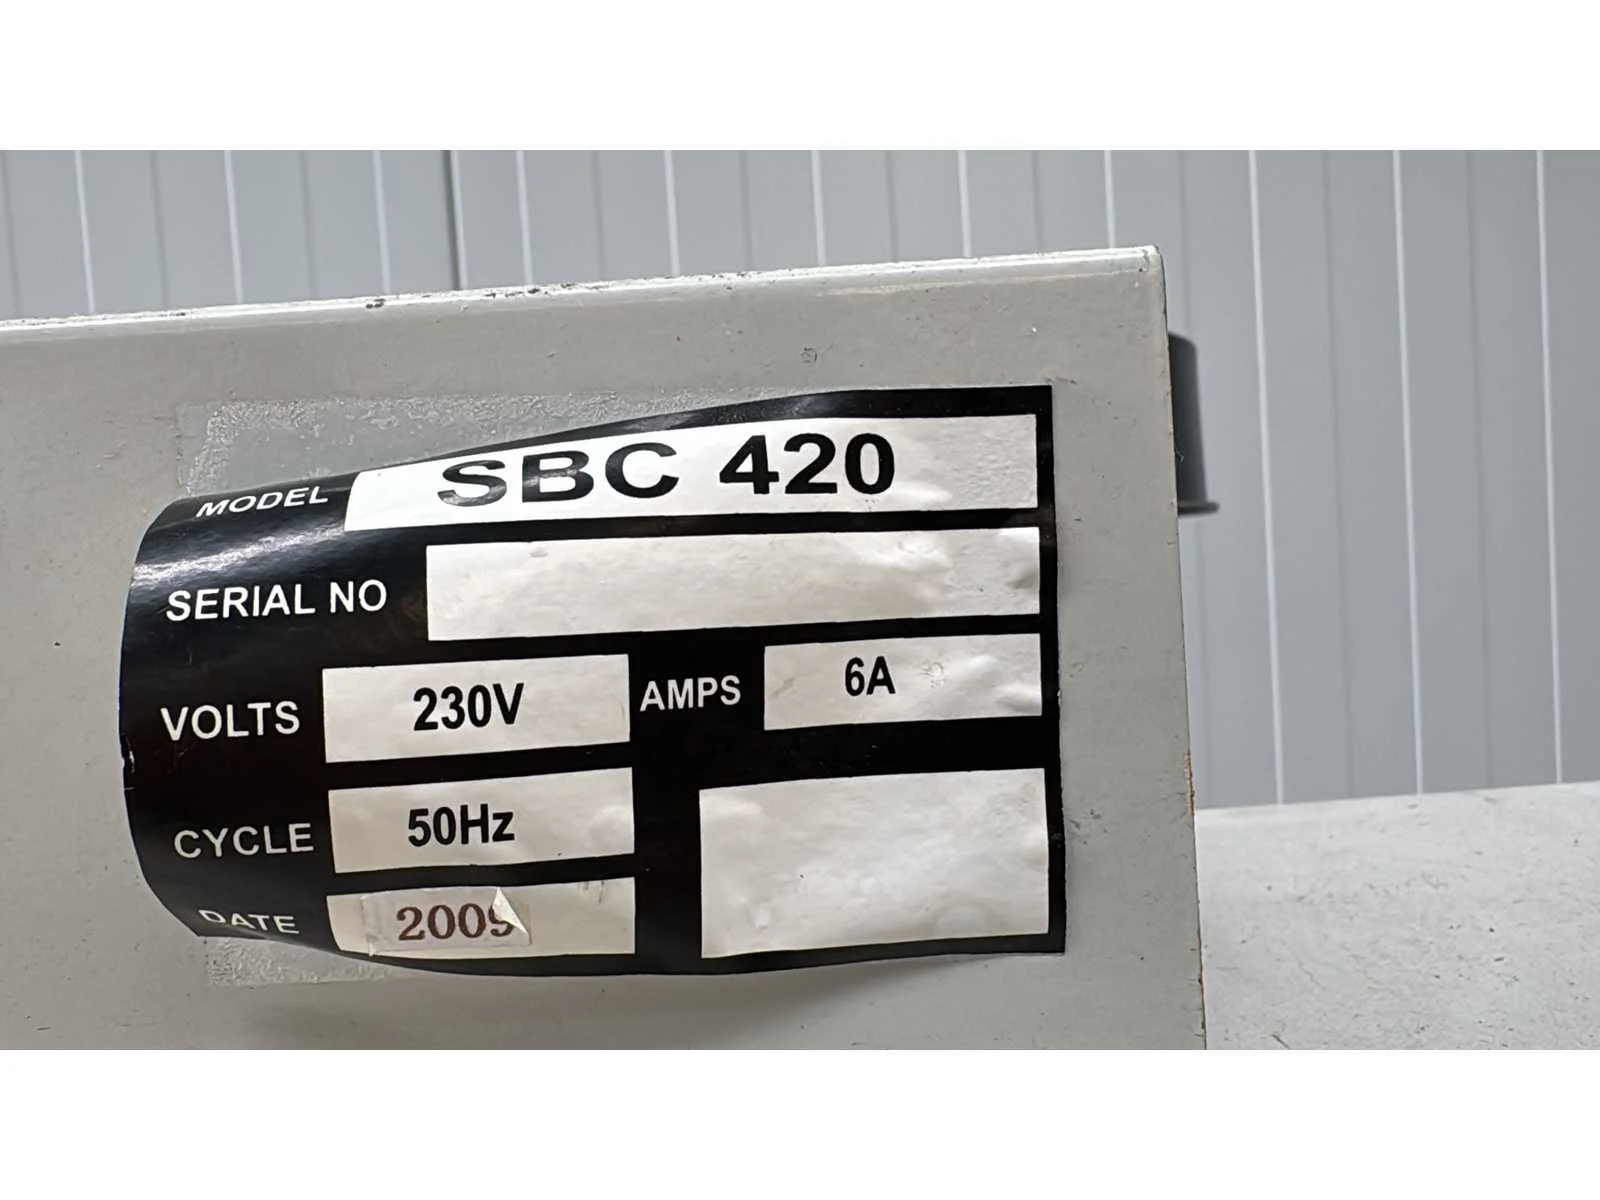 MODEL SBC 420
SERIAL NO
VOLTS 230V AMPS 6A
CYCLE 50Hz
DATE 2009